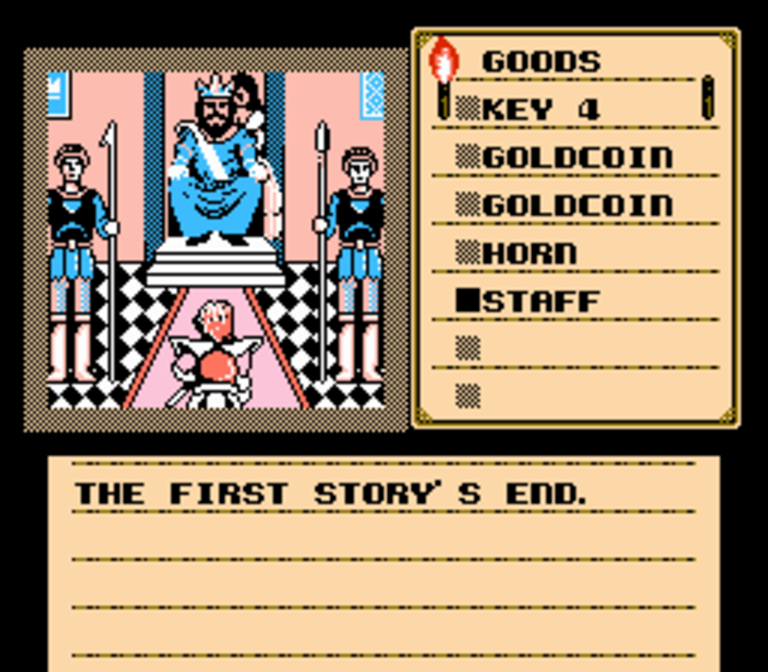 GOODS
KEY 4
GOLDCOIN
GOLDCOIN
HORN
STAFF
THE FIRST STORY'S END.